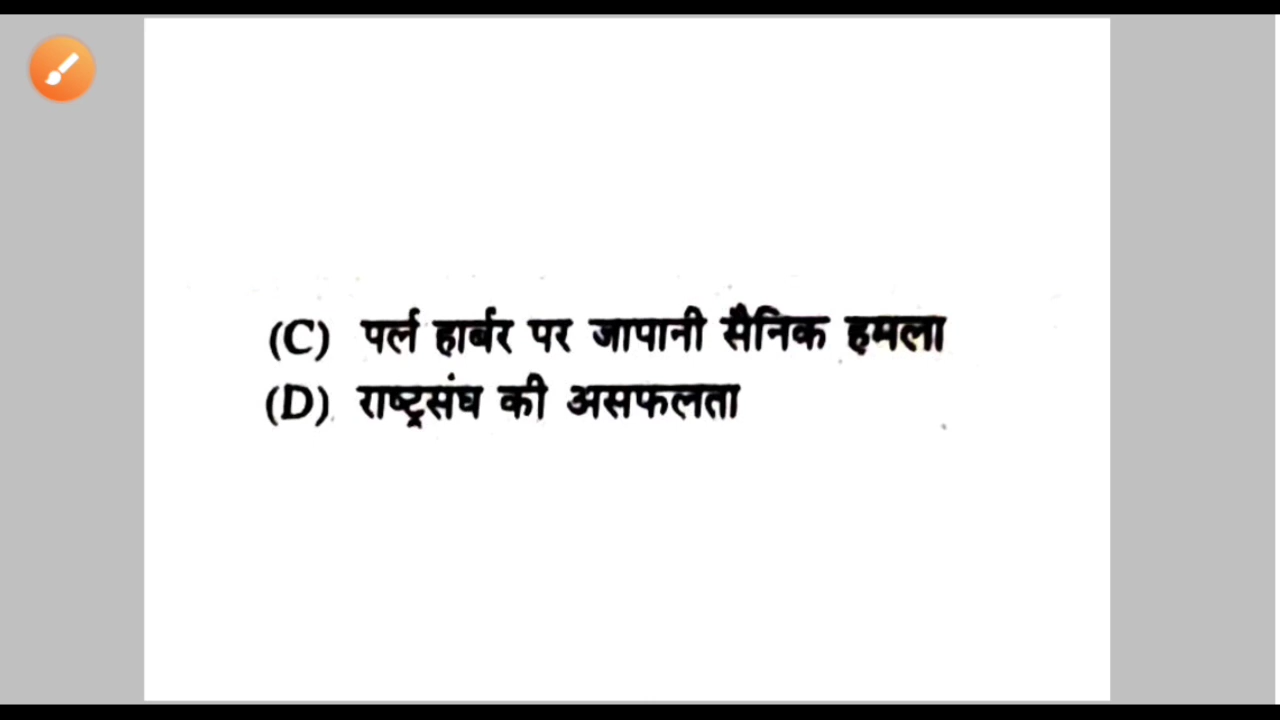 (C) पर्ल हार्बर पर जापानी सैनिक हमला
(D) राष्ट्रसंघ की असफलता